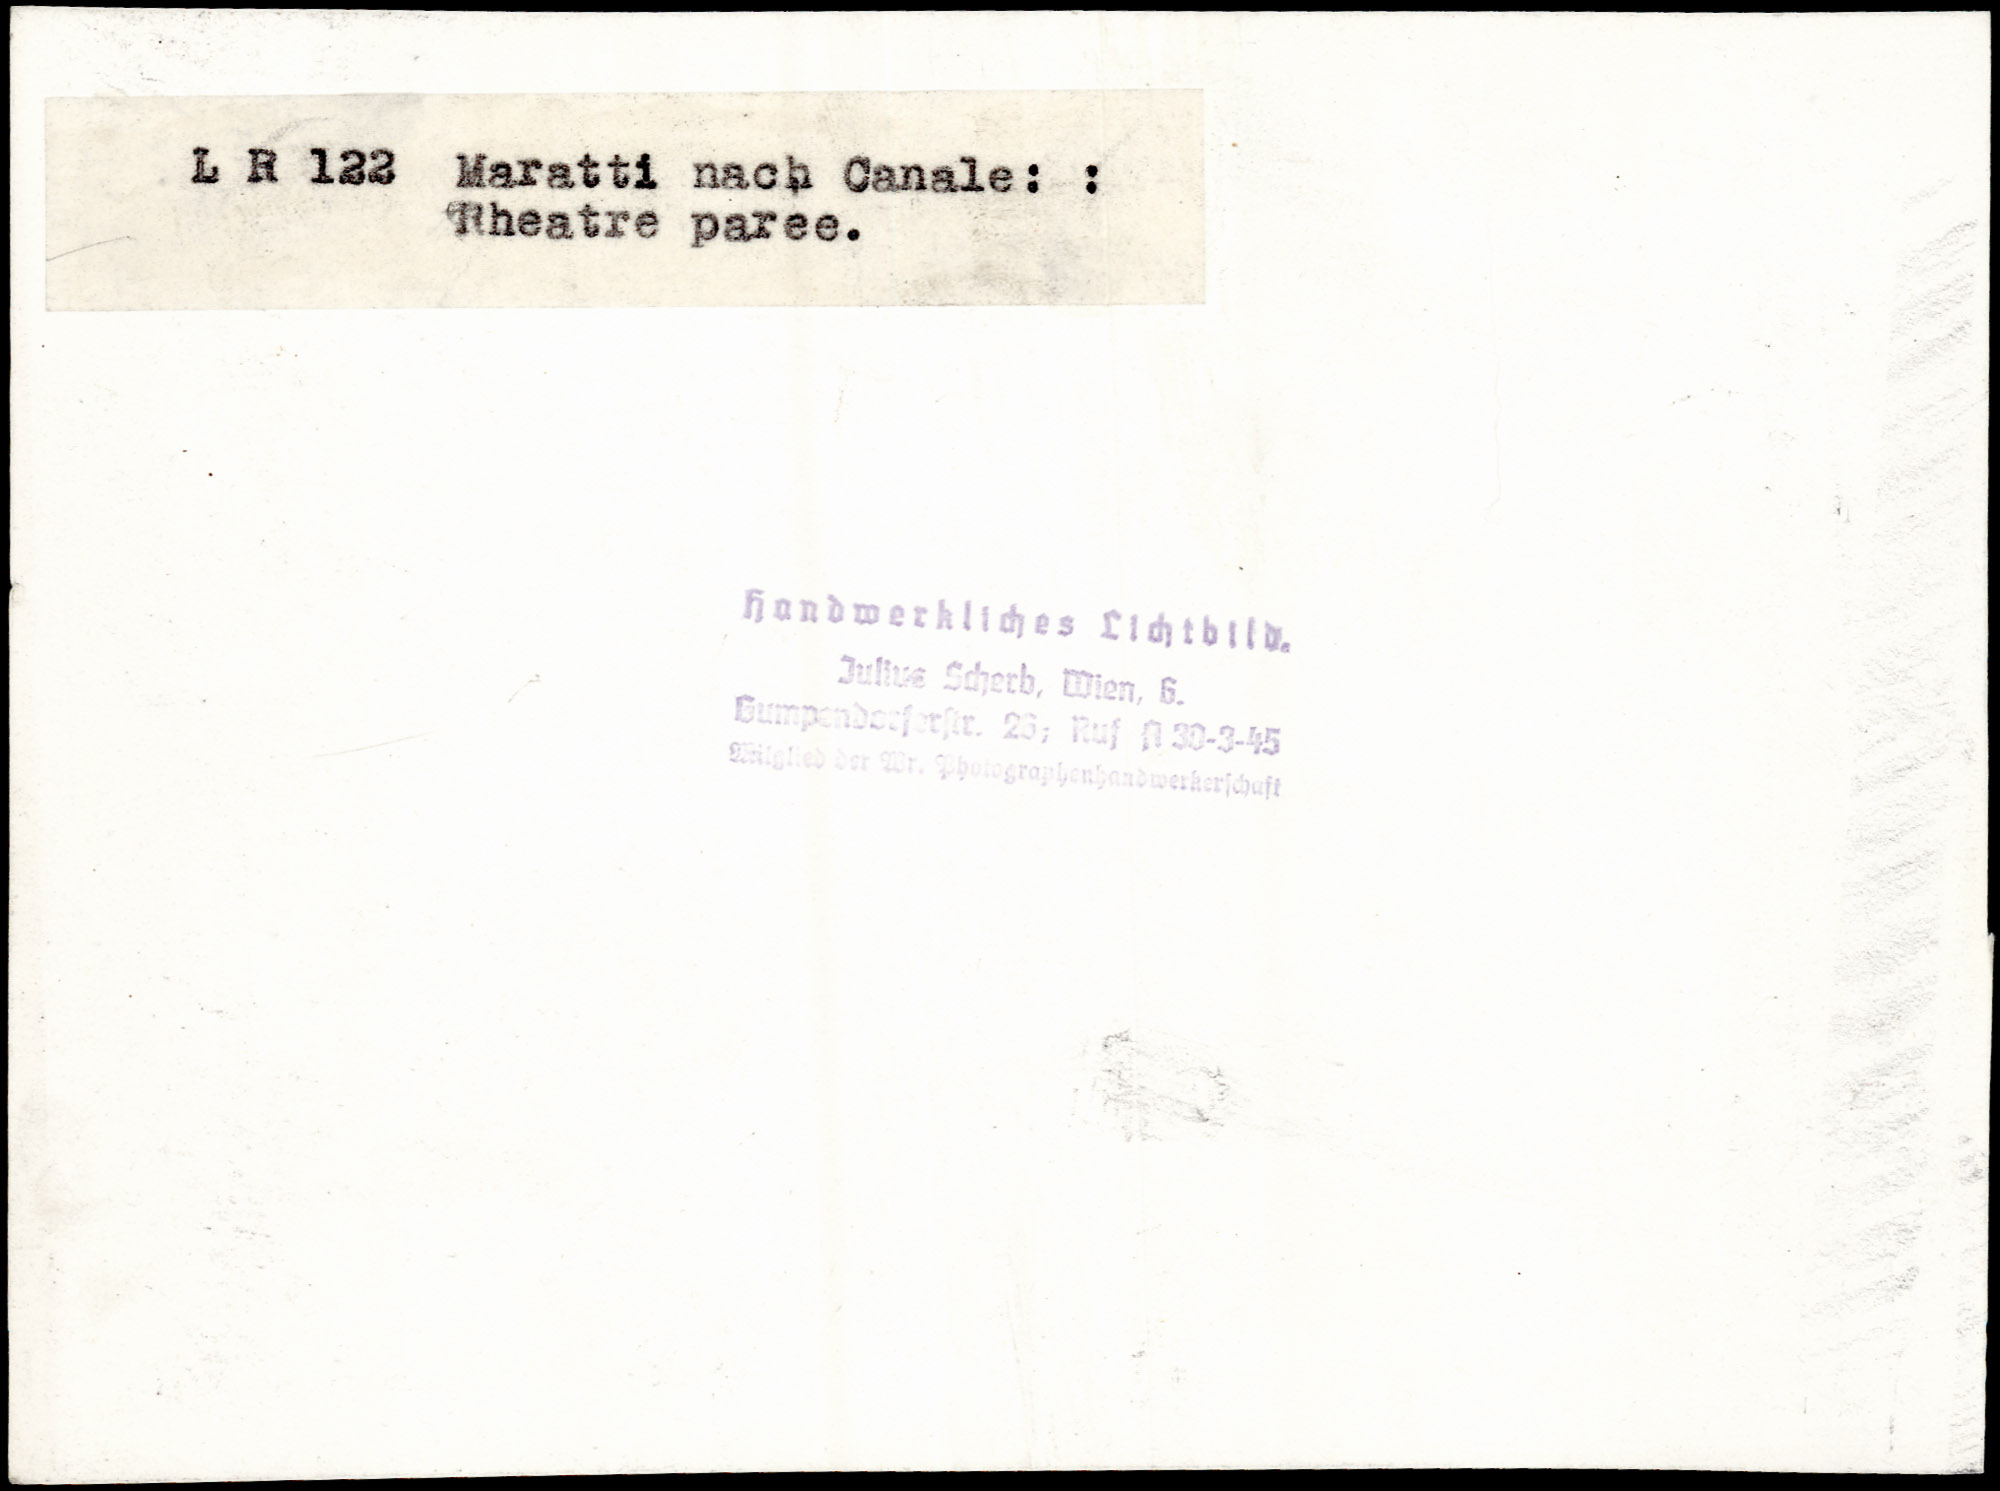 L R 122 Maratti nach Canale: :
Rheatre paree.
Handwerkliches Lichtbild.
Julius Scherb, Wien, 6.
Gumpendorferstr. 26; Ruf A 30-3-45
Mitglied der Wr. Photographenhandwerkerschaft